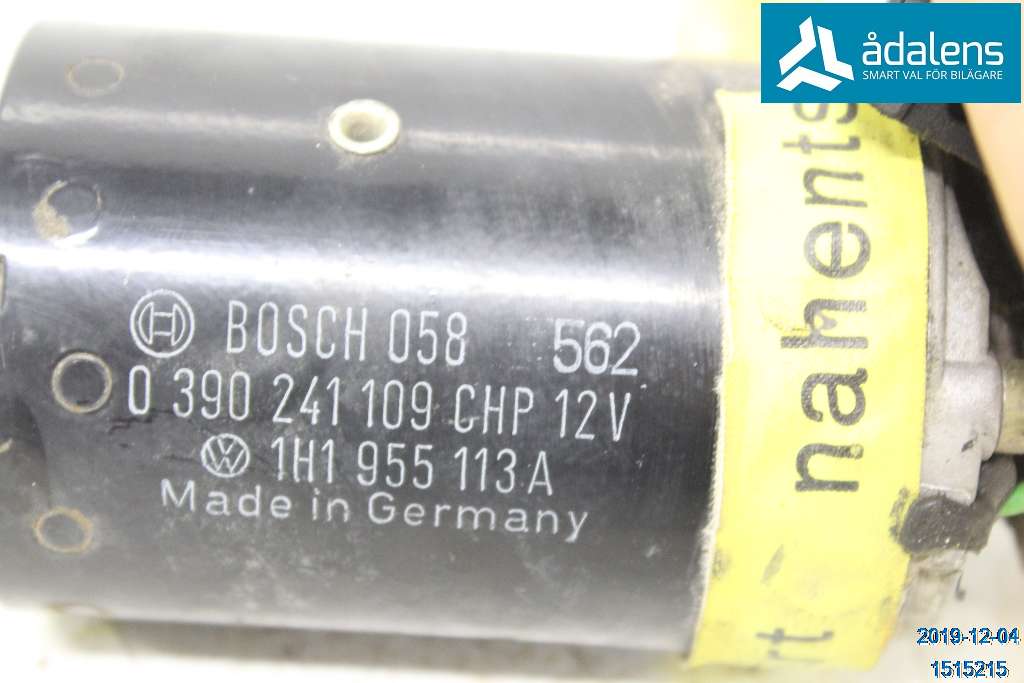 ådalens
SMART VAL FÖR BILÄGARE
BOSCH 058 562
0 390 241 109 CHP 12V
1H1 955 113 A
Made in Germany
nahents
rt
2019-12-04
1515215